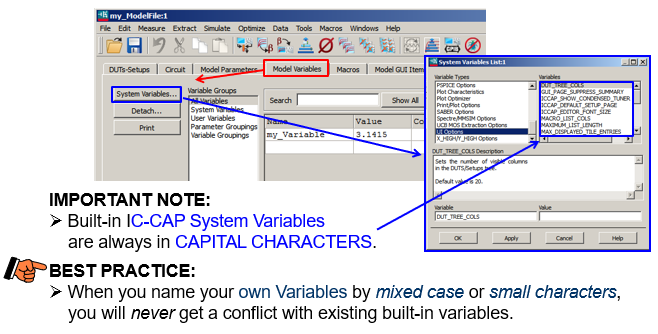 my_ModelFile:1
File Edit Measure Extract Simulate Optimize Data Tools Macros Windows Help
DUTs-Setups Circuit Model Parameters Model Variables Macros Model GUI Item
System Variables...
Detach...
Print
Variable Groups
All Variables
System Variables
User Variables
Parameter Groupings
Variable Groupings
Search Show All
Name Value Co
my_Variable 3.1415
System Variables List:1
Variable Types
PSPICE Options
Plot Characteristics
Plot Optimizer
Print/Plot Options
SABER Options
Spectre/MMSIM Options
UCB MOS Extraction Options
UI Options
X_HIGH/Y_HIGH Options
Variables
DUT_TREE_COLS
GUI_PAGE_SUPPRESS_SUMMARY
ICCAP_SHOW_CONDENSED_TUNER
ICCAP_DEFAULT_SETUP_PAGE
ICCAP_EDITOR_FONT_SIZE
MACRO_LIST_COLS
MAXIMUM_LIST_LENGTH
MAX_DISPLAYED_TILE_ENTRIES
DUT_TREE_COLS Description
Sets the number of visible columns
in the DUTS/Setups tree.
Default value is 20.
Variable Value
DUT_TREE_COLS
OK Apply Cancel Help
IMPORTANT NOTE:
➢ Built-in IC-CAP System Variables
are always in CAPITAL CHARACTERS.
BEST PRACTICE:
➢ When you name your own Variables by mixed case or small characters,
you will never get a conflict with existing built-in variables.